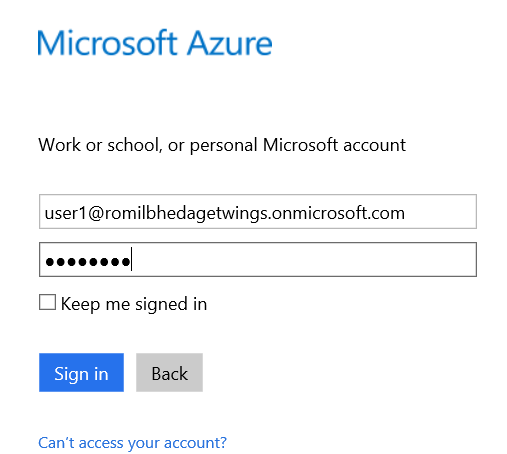 Microsoft Azure
Work or school, or personal Microsoft account
user1@romilbhedagetwings.onmicrosoft.com
●●●●●●●●
Keep me signed in
Sign in Back
Can't access your account?